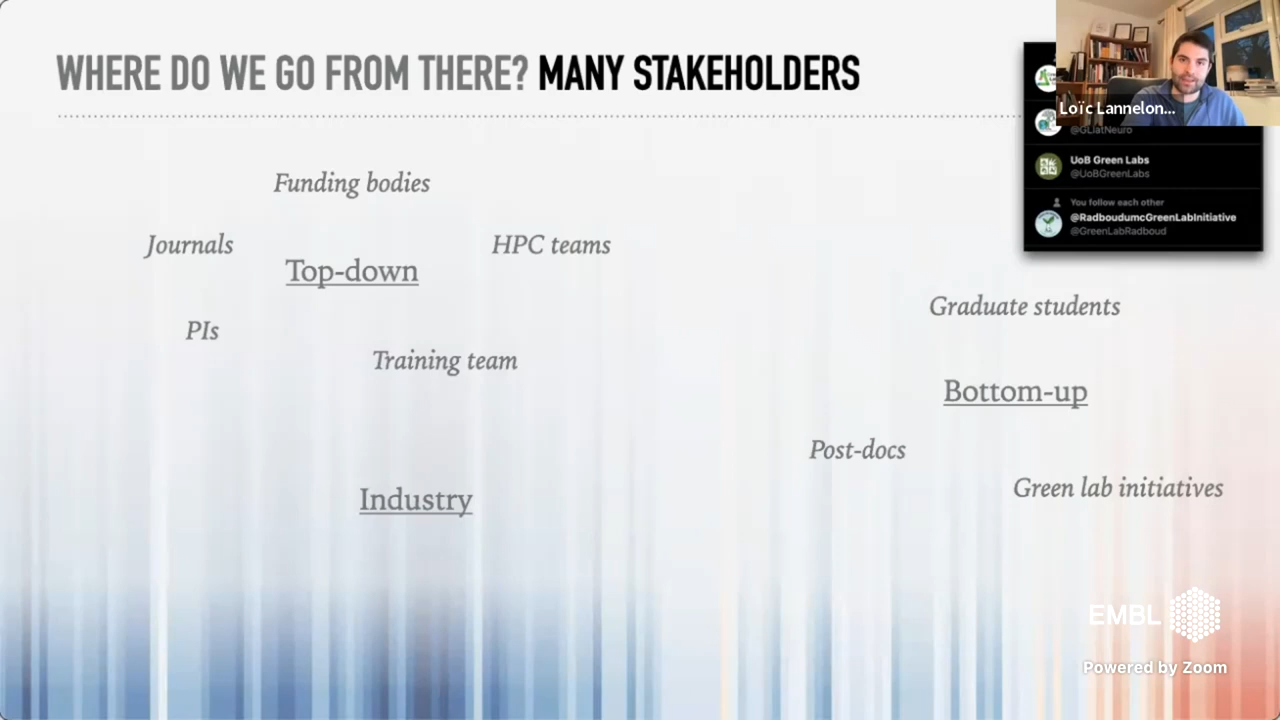 WHERE DO WE GO FROM THERE? MANY STAKEHOLDERS
Loïc Lannelon...
@GLIatNeuro
UoB Green Labs
@UoBGreenLabs
You follow each other
@RadboudumcGreenLabInitiative
@GreenLabRadboud
Funding bodies
Journals
HPC teams
Top-down
PIs
Training team
Industry
Graduate students
Bottom-up
Post-docs
Green lab initiatives
EMBL
Powered by Zoom